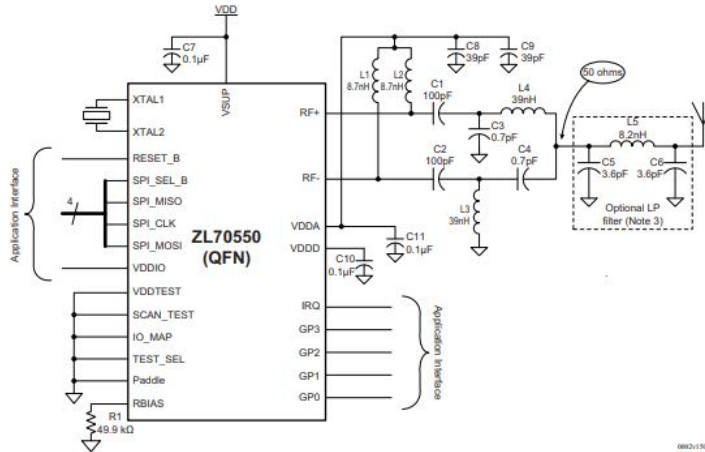 VDD
C7
0.1µF
VSUP
XTAL1
XTAL2
RESET_B
SPI_SEL_B
SPI_MISO
SPI_CLK
SPI_MOSI
VDDIO
VDDTEST
SCAN_TEST
IO_MAP
TEST_SEL
Paddle
RBIAS
4
Application Interface
R1
49.9 kΩ
ZL70550
(QFN)
RF+
RF-
VDDA
VDDD
IRQ
GP3
GP2
GP1
GP0
Application Interface
L1
8.7nH
L2
8.7nH
C8
39pF
C9
39pF
C1
100pF
L4
39nH
C3
0.7pF
C2
100pF
C4
0.7pF
L3
39nH
C11
0.1µF
C10
0.1µF
50 ohms
L5
8.2nH
C5
3.6pF
C6
3.6pF
Optional LP
filter (Note 3)